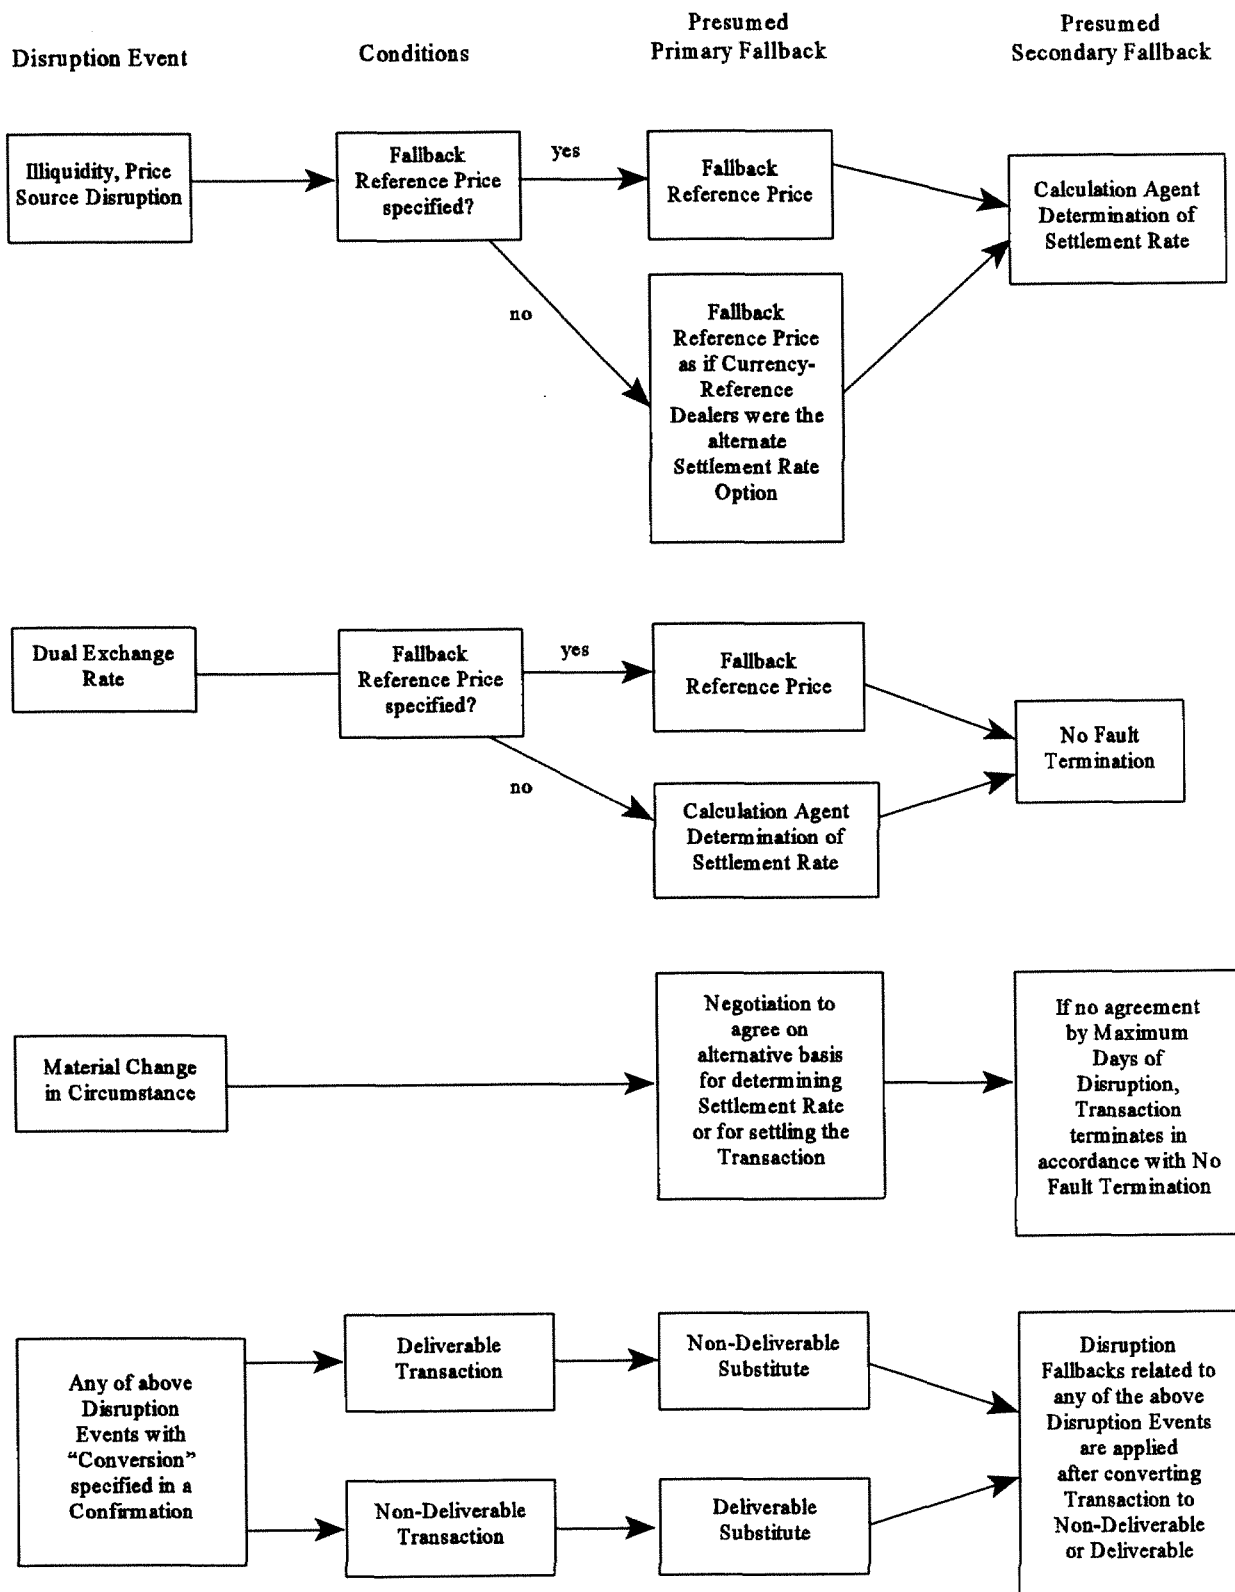 Disruption Event
Conditions
Presumed
Primary Fallback
Presumed
Secondary Fallback
Illiquidity, Price
Source Disruption
Fallback
Reference Price
specified?
yes
no
Fallback
Reference Price
Fallback
Reference Price
as if Currency-
Reference
Dealers were the
alternate
Settlement Rate
Option
Calculation Agent
Determination of
Settlement Rate
Dual Exchange
Rate
Fallback
Reference Price
specified?
yes
no
Fallback
Reference Price
Calculation Agent
Determination of
Settlement Rate
No Fault
Termination
Material Change
in Circumstance
Negotiation to
agree on
alternative basis
for determining
Settlement Rate
or for settling the
Transaction
If no agreement
by Maximum
Days of
Disruption,
Transaction
terminates in
accordance with No
Fault Termination
Any of above
Disruption
Events with
“Conversion”
specified in a
Confirmation
Deliverable
Transaction
Non-Deliverable
Substitute
Non-Deliverable
Transaction
Deliverable
Substitute
Disruption
Fallbacks related to
any of the above
Disruption Events
are applied
after converting
Transaction to
Non-Deliverable
or Deliverable